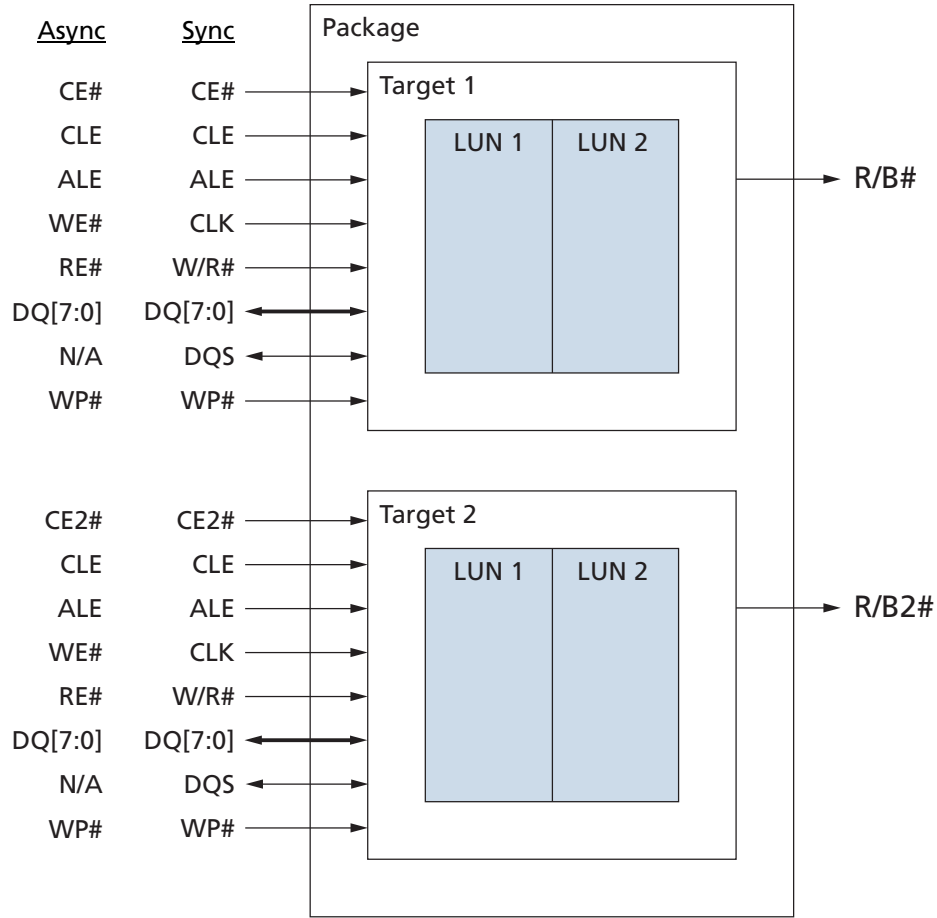 Async Sync Package
CE# CE# Target 1
CLE CLE LUN 1 LUN 2
ALE ALE R/B#
WE# CLK
RE# W/R#
DQ[7:0] DQ[7:0]
N/A DQS
WP# WP#
CE2# CE2# Target 2
CLE CLE LUN 1 LUN 2
ALE ALE R/B2#
WE# CLK
RE# W/R#
DQ[7:0] DQ[7:0]
N/A DQS
WP# WP#